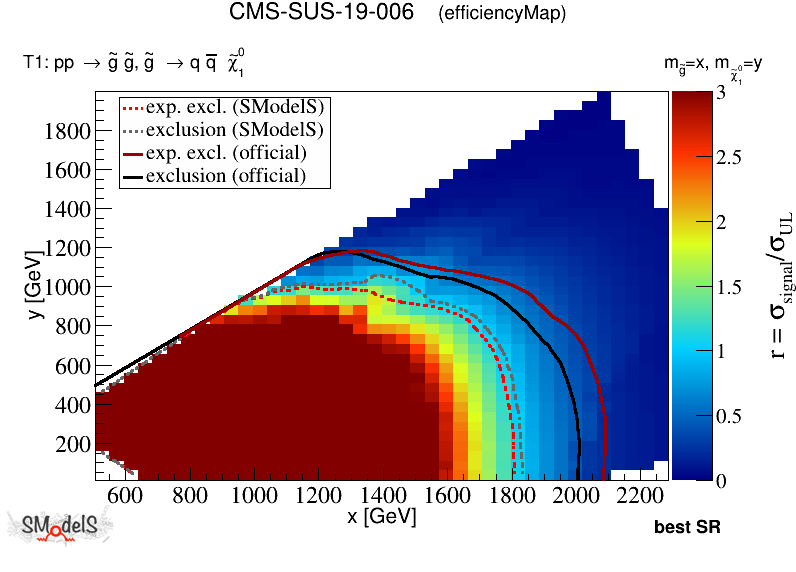 CMS-SUS-19-006 (efficiencyMap)
T1: pp → g̃ g̃, g̃ → q q̅ χ̃⁰₁
m_g̃=x, m_χ̃⁰₁=y
exp. excl. (SModelS)
exclusion (SModelS)
exp. excl. (official)
exclusion (official)
1800
1600
1400
1200
1000
800
600
400
200
y [GeV]
600 800 1000 1200 1400 1600 1800 2000 2200
x [GeV]
3
2.5
2
1.5
1
0.5
0
r = σ_signal/σ_UL
SModelS
best SR